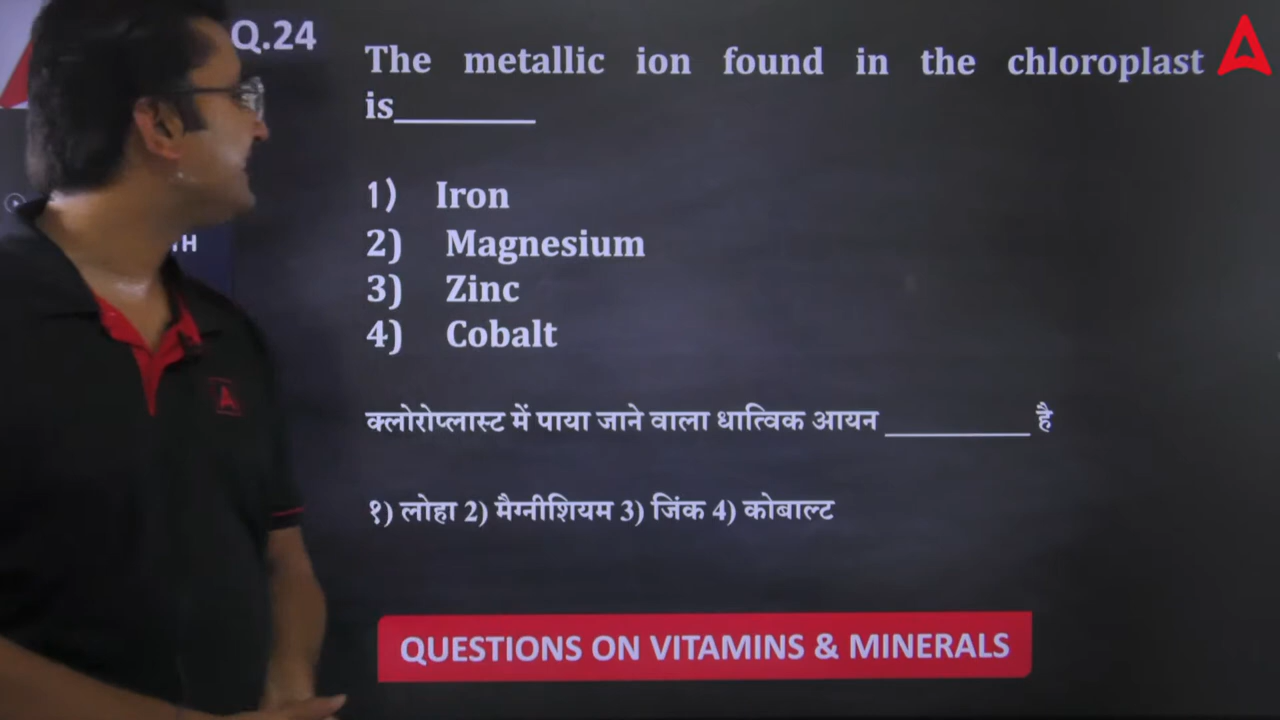 Q.24
The metallic ion found in the chloroplast
is________
1) Iron
2) Magnesium
3) Zinc
4) Cobalt
क्लोरोप्लास्ट में पाया जाने वाला धात्विक आयन ________ है
१) लोहा 2) मैग्नीशियम 3) जिंक 4) कोबाल्ट
QUESTIONS ON VITAMINS & MINERALS